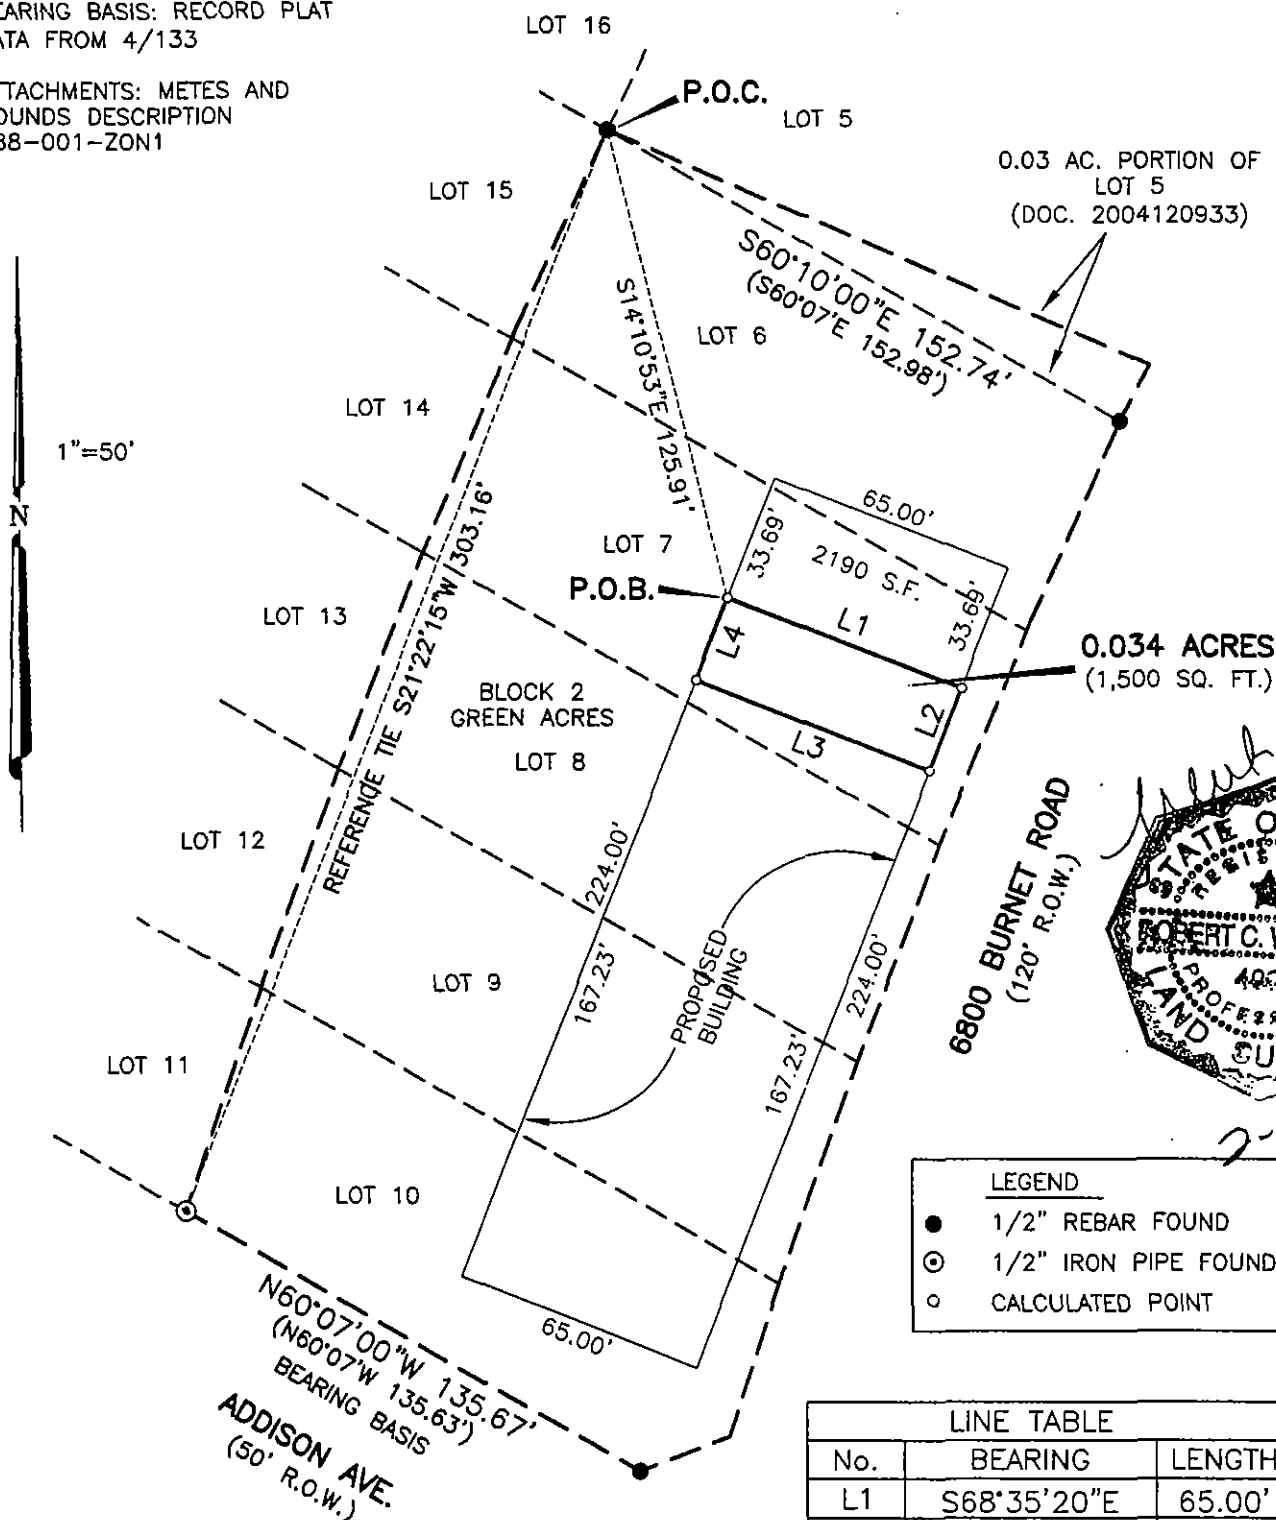 EARING BASIS: RECORD PLAT
ATA FROM 4/133
TTACHMENTS: METES AND
OUNDS DESCRIPTION
38-001-ZON1
LOT 16
P.O.C.
LOT 5
0.03 AC. PORTION OF
LOT 5
(DOC. 2004120933)
LOT 15
S60°10'00"E 152.74'
(S60°07'E 152.98')
S14°10'53"E 125.91'
LOT 6
LOT 14
1"=50'
N
65.00'
33.69'
2190 S.F.
33.69'
LOT 7
P.O.B.
L1
L4
L2
L3
0.034 ACRES
(1,500 SQ. FT.)
LOT 13
REFERENCE TIE S21°22'15"W 303.16'
BLOCK 2
GREEN ACRES
LOT 8
LOT 12
224.00'
167.23'
PROPOSED
BUILDING
224.00'
167.23'
6800 BURNET ROAD
(120' R.O.W.)
STATE O
REGIS
ROBERT C.
PROFESS
LAND SU
LOT 9
LOT 11
LOT 10
65.00'
N60°07'00"W 135.67'
(N60°07'W 135.63')
BEARING BASIS
ADDISON AVE.
(50' R.O.W.)
LEGEND
1/2" REBAR FOUND
1/2" IRON PIPE FOUND
CALCULATED POINT
LINE TABLE
No. BEARING LENGTH
L1 S68°35'20"E 65.00'